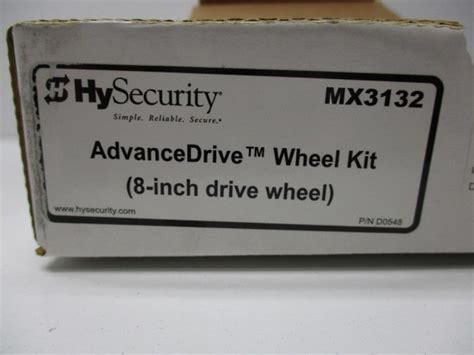 HySecurity®
MX3132
Simple. Reliable. Secure.®
AdvanceDrive™ Wheel Kit
(8-inch drive wheel)
www.hysecurity.com
P/N D0548